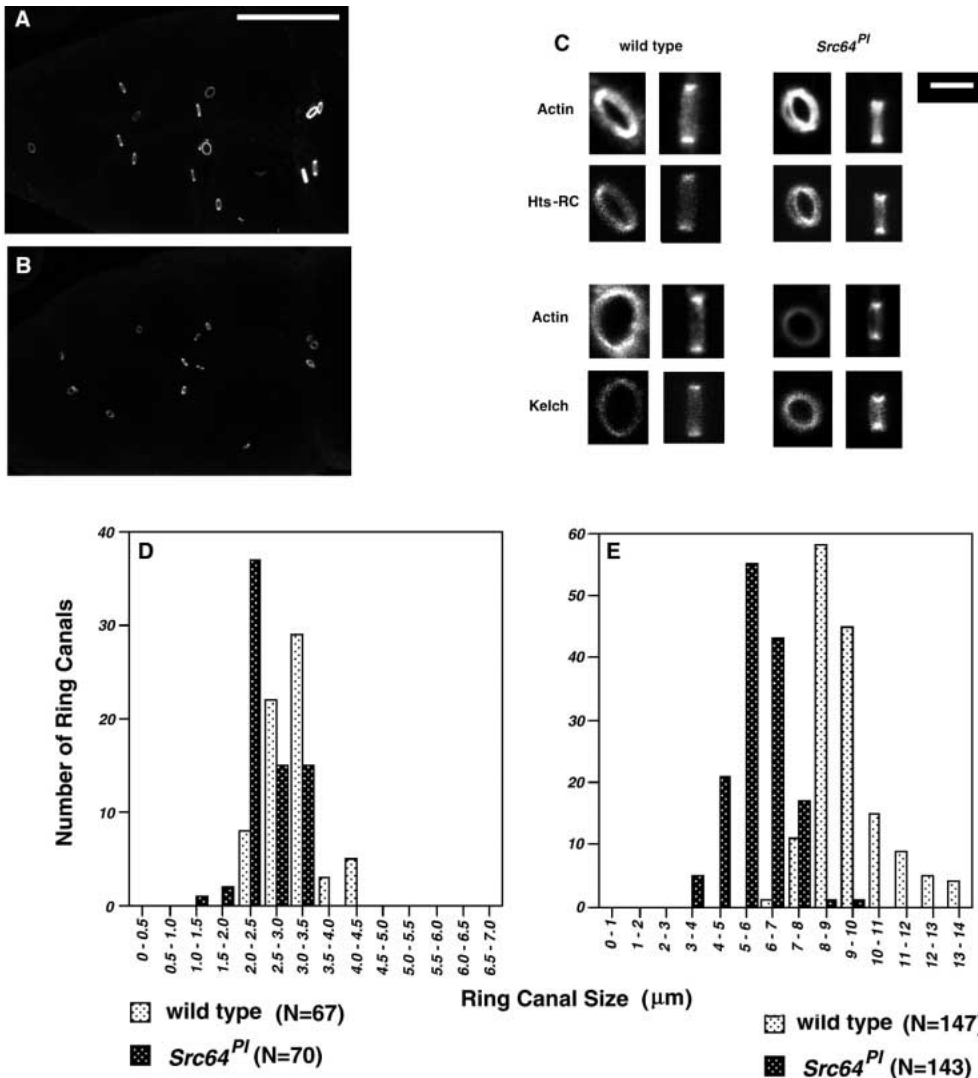 A
B
C
wild type Src64^PI
Actin
Hts-RC
Actin
Kelch
D
40
30
20
10
0
Number of Ring Canals
0 - 0.5
0.5 - 1.0
1.0 - 1.5
1.5 - 2.0
2.0 - 2.5
2.5 - 3.0
3.0 - 3.5
3.5 - 4.0
4.0 - 4.5
4.5 - 5.0
5.0 - 5.5
5.5 - 6.0
6.0 - 6.5
6.5 - 7.0
E
60
50
40
30
20
10
0
0 - 1
1 - 2
2 - 3
3 - 4
4 - 5
5 - 6
6 - 7
7 - 8
8 - 9
9 - 10
10 - 11
11 - 12
12 - 13
13 - 14
Ring Canal Size (μm)
wild type (N=67)
Src64^PI (N=70)
wild type (N=147)
Src64^PI (N=143)